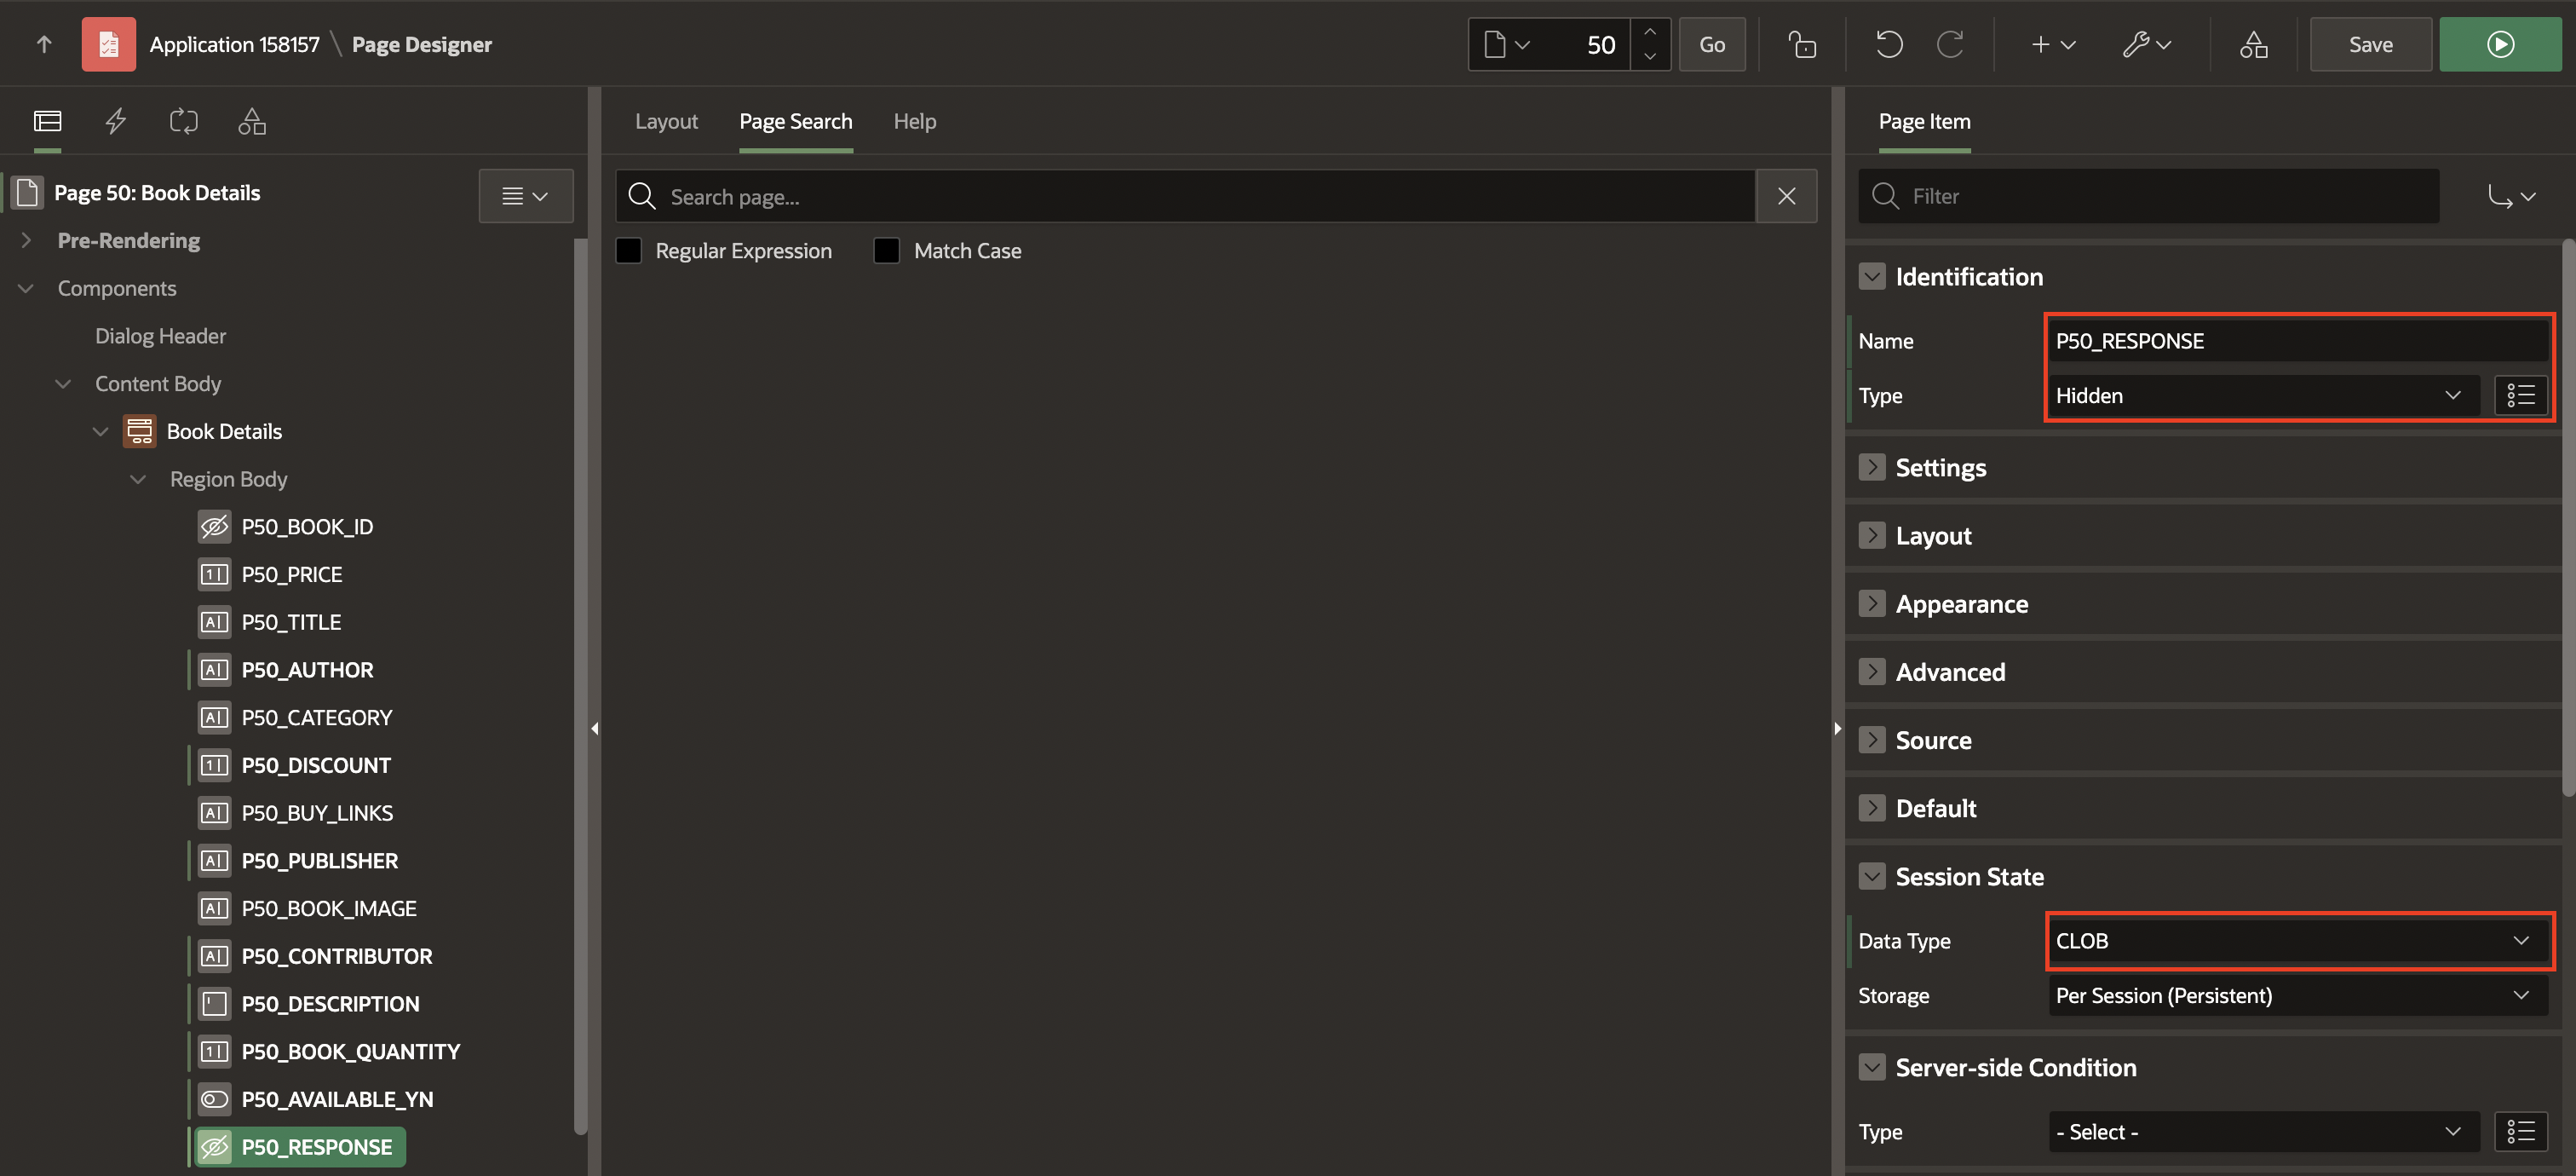 Application 158157 \ Page Designer
50
Go
Save
Page 50: Book Details
Pre-Rendering
Components
Dialog Header
Content Body
Book Details
Region Body
P50_BOOK_ID
P50_PRICE
P50_TITLE
P50_AUTHOR
P50_CATEGORY
P50_DISCOUNT
P50_BUY_LINKS
P50_PUBLISHER
P50_BOOK_IMAGE
P50_CONTRIBUTOR
P50_DESCRIPTION
P50_BOOK_QUANTITY
P50_AVAILABLE_YN
P50_RESPONSE
Layout Page Search Help
Search page...
Regular Expression Match Case
Page Item
Filter
Identification
Name P50_RESPONSE
Type Hidden
Settings
Layout
Appearance
Advanced
Source
Default
Session State
Data Type CLOB
Storage Per Session (Persistent)
Server-side Condition
Type - Select -